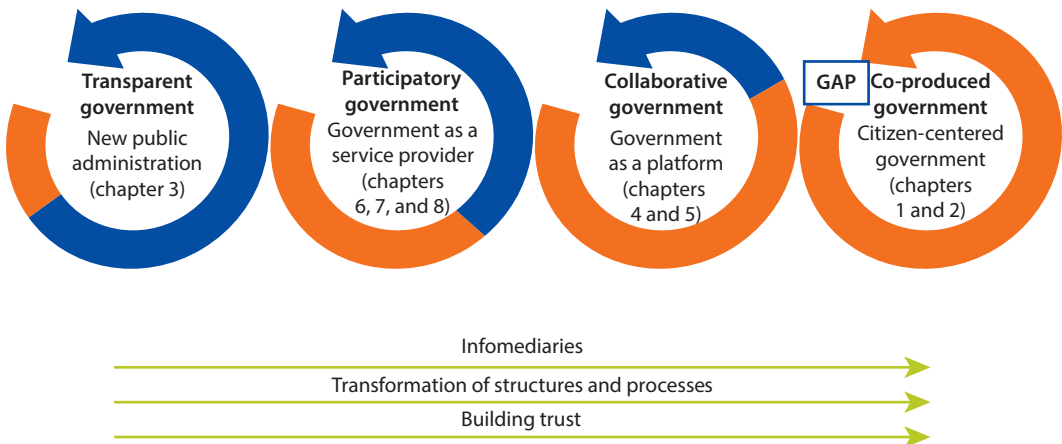 Transparent
government
New public
administration
(chapter 3)
Participatory
government
Government as a
service provider
(chapters
6, 7, and 8)
Collaborative
government
Government
as a platform
(chapters
4 and 5)
GAP
Co-produced
government
Citizen-centered
government
(chapters
1 and 2)
Infomediaries
Transformation of structures and processes
Building trust